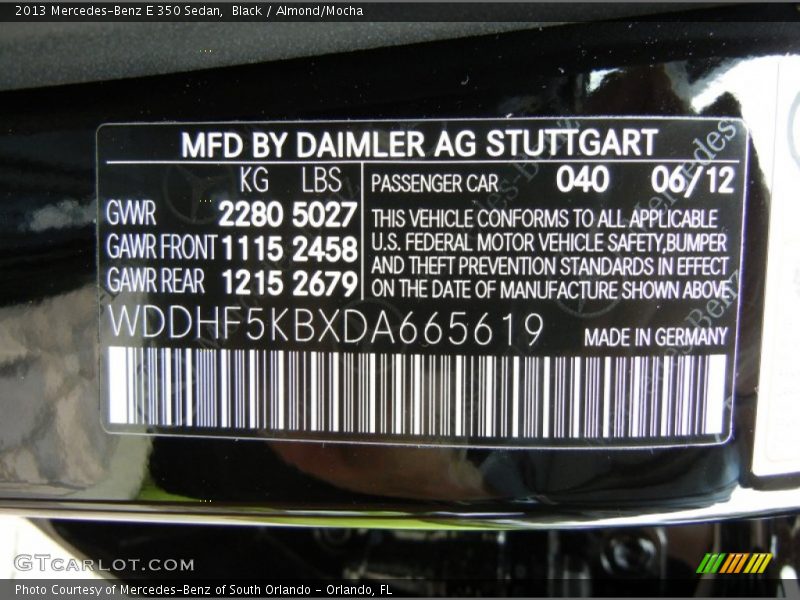 2013 Mercedes-Benz E 350 Sedan, Black / Almond/Mocha
MFD BY DAIMLER AG STUTTGART
KG LBS
GWR 2280 5027
GAWR FRONT 1115 2458
GAWR REAR 1215 2679
PASSENGER CAR 040 06/12
THIS VEHICLE CONFORMS TO ALL APPLICABLE
U.S. FEDERAL MOTOR VEHICLE SAFETY,BUMPER
AND THEFT PREVENTION STANDARDS IN EFFECT
ON THE DATE OF MANUFACTURE SHOWN ABOVE
WDDHF5KBXDA665619
MADE IN GERMANY
GTCARLOT.COM
Photo Courtesy of Mercedes-Benz of South Orlando - Orlando, FL